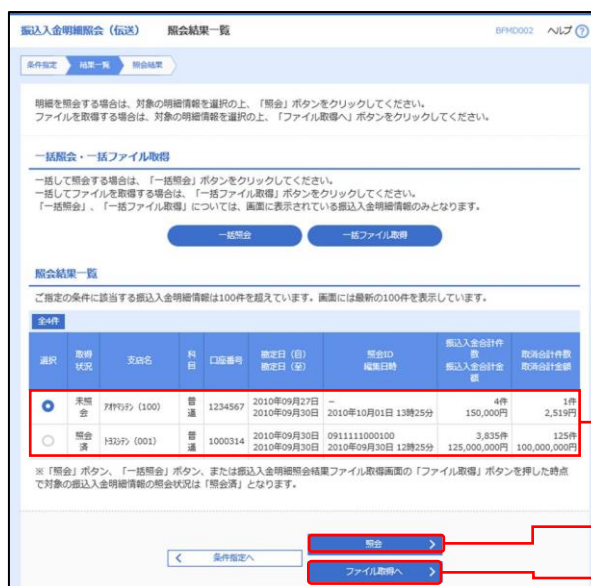 振込入金明細照会（伝送） 照会結果一覧 BFMD002 ヘルプ ?
条件指定 結果一覧 照会結果
明細を照会する場合は、対象の明細情報を選択の上、「照会」ボタンをクリックしてください。
ファイルを取得する場合は、対象の明細情報を選択の上、「ファイル取得へ」ボタンをクリックしてください。
一括照会・一括ファイル取得
一括して照会する場合は、「一括照会」ボタンをクリックしてください。
一括してファイルを取得する場合は、「一括ファイル取得」ボタンをクリックしてください。
「一括照会」、「一括ファイル取得」については、画面に表示されている振込入金明細情報のみとなります。
一括照会 一括ファイル取得
照会結果一覧
ご指定の条件に該当する振込入金明細情報は100件を超えています。画面には最新の100件を表示しています。
全4件
選択 取得状況 支店名 科目 口座番号 勘定日（自） 勘定日（至） 照会ID 編集日時 振込入金合計件数 振込入金合計金額 取消合計件数 取消合計金額
未照会 ｱｵﾔﾏｼﾃﾝ（100） 普通 1234567 2010年09月27日 2010年09月30日 － 2010年10月01日 13時25分 4件 150,000円 1件 2,519円
照会済 ﾄﾖｽｼﾃﾝ（001） 普通 1000314 2010年09月30日 2010年09月30日 0911111000100 2010年09月30日 12時25分 3,835件 125,000,000円 125件 100,000,000円
※「照会」ボタン、「一括照会」ボタン、または振込入金明細照会結果ファイル取得画面の「ファイル取得」ボタンを押した時点
で対象の振込入金明細情報の照会状況は「照会済」となります。
照会
条件指定へ
ファイル取得へ